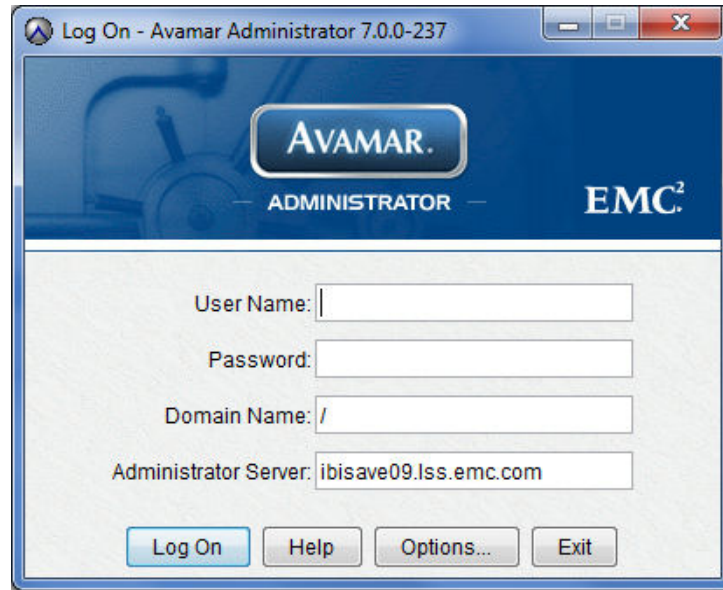 Log On - Avamar Administrator 7.0.0-237
AVAMAR.
ADMINISTRATOR
EMC²
User Name:
Password:
Domain Name: /
Administrator Server: ibisave09.lss.emc.com
Log On Help Options... Exit